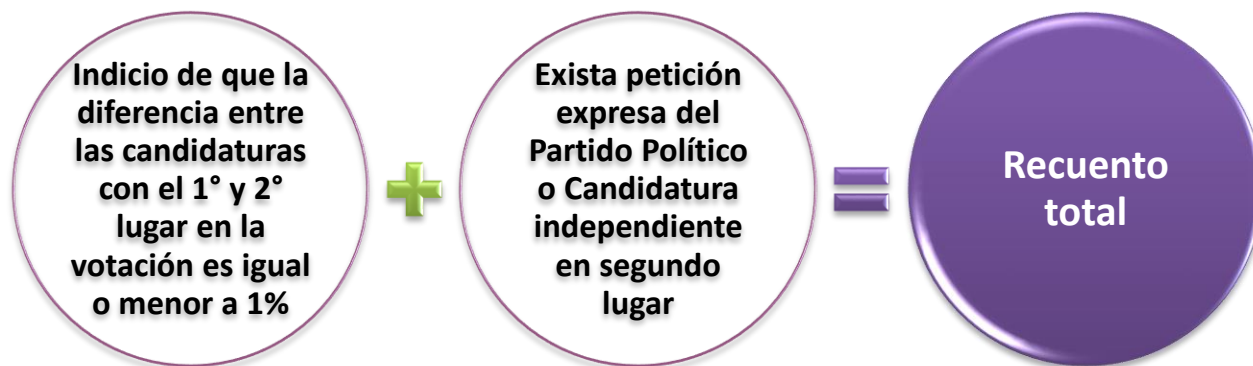 Indicio de que la
diferencia entre
las candidaturas
con el 1° y 2°
lugar en la
votación es igual
o menor a 1%
Exista petición
expresa del
Partido Político
o Candidatura
independiente
en segundo
lugar
Recuento
total